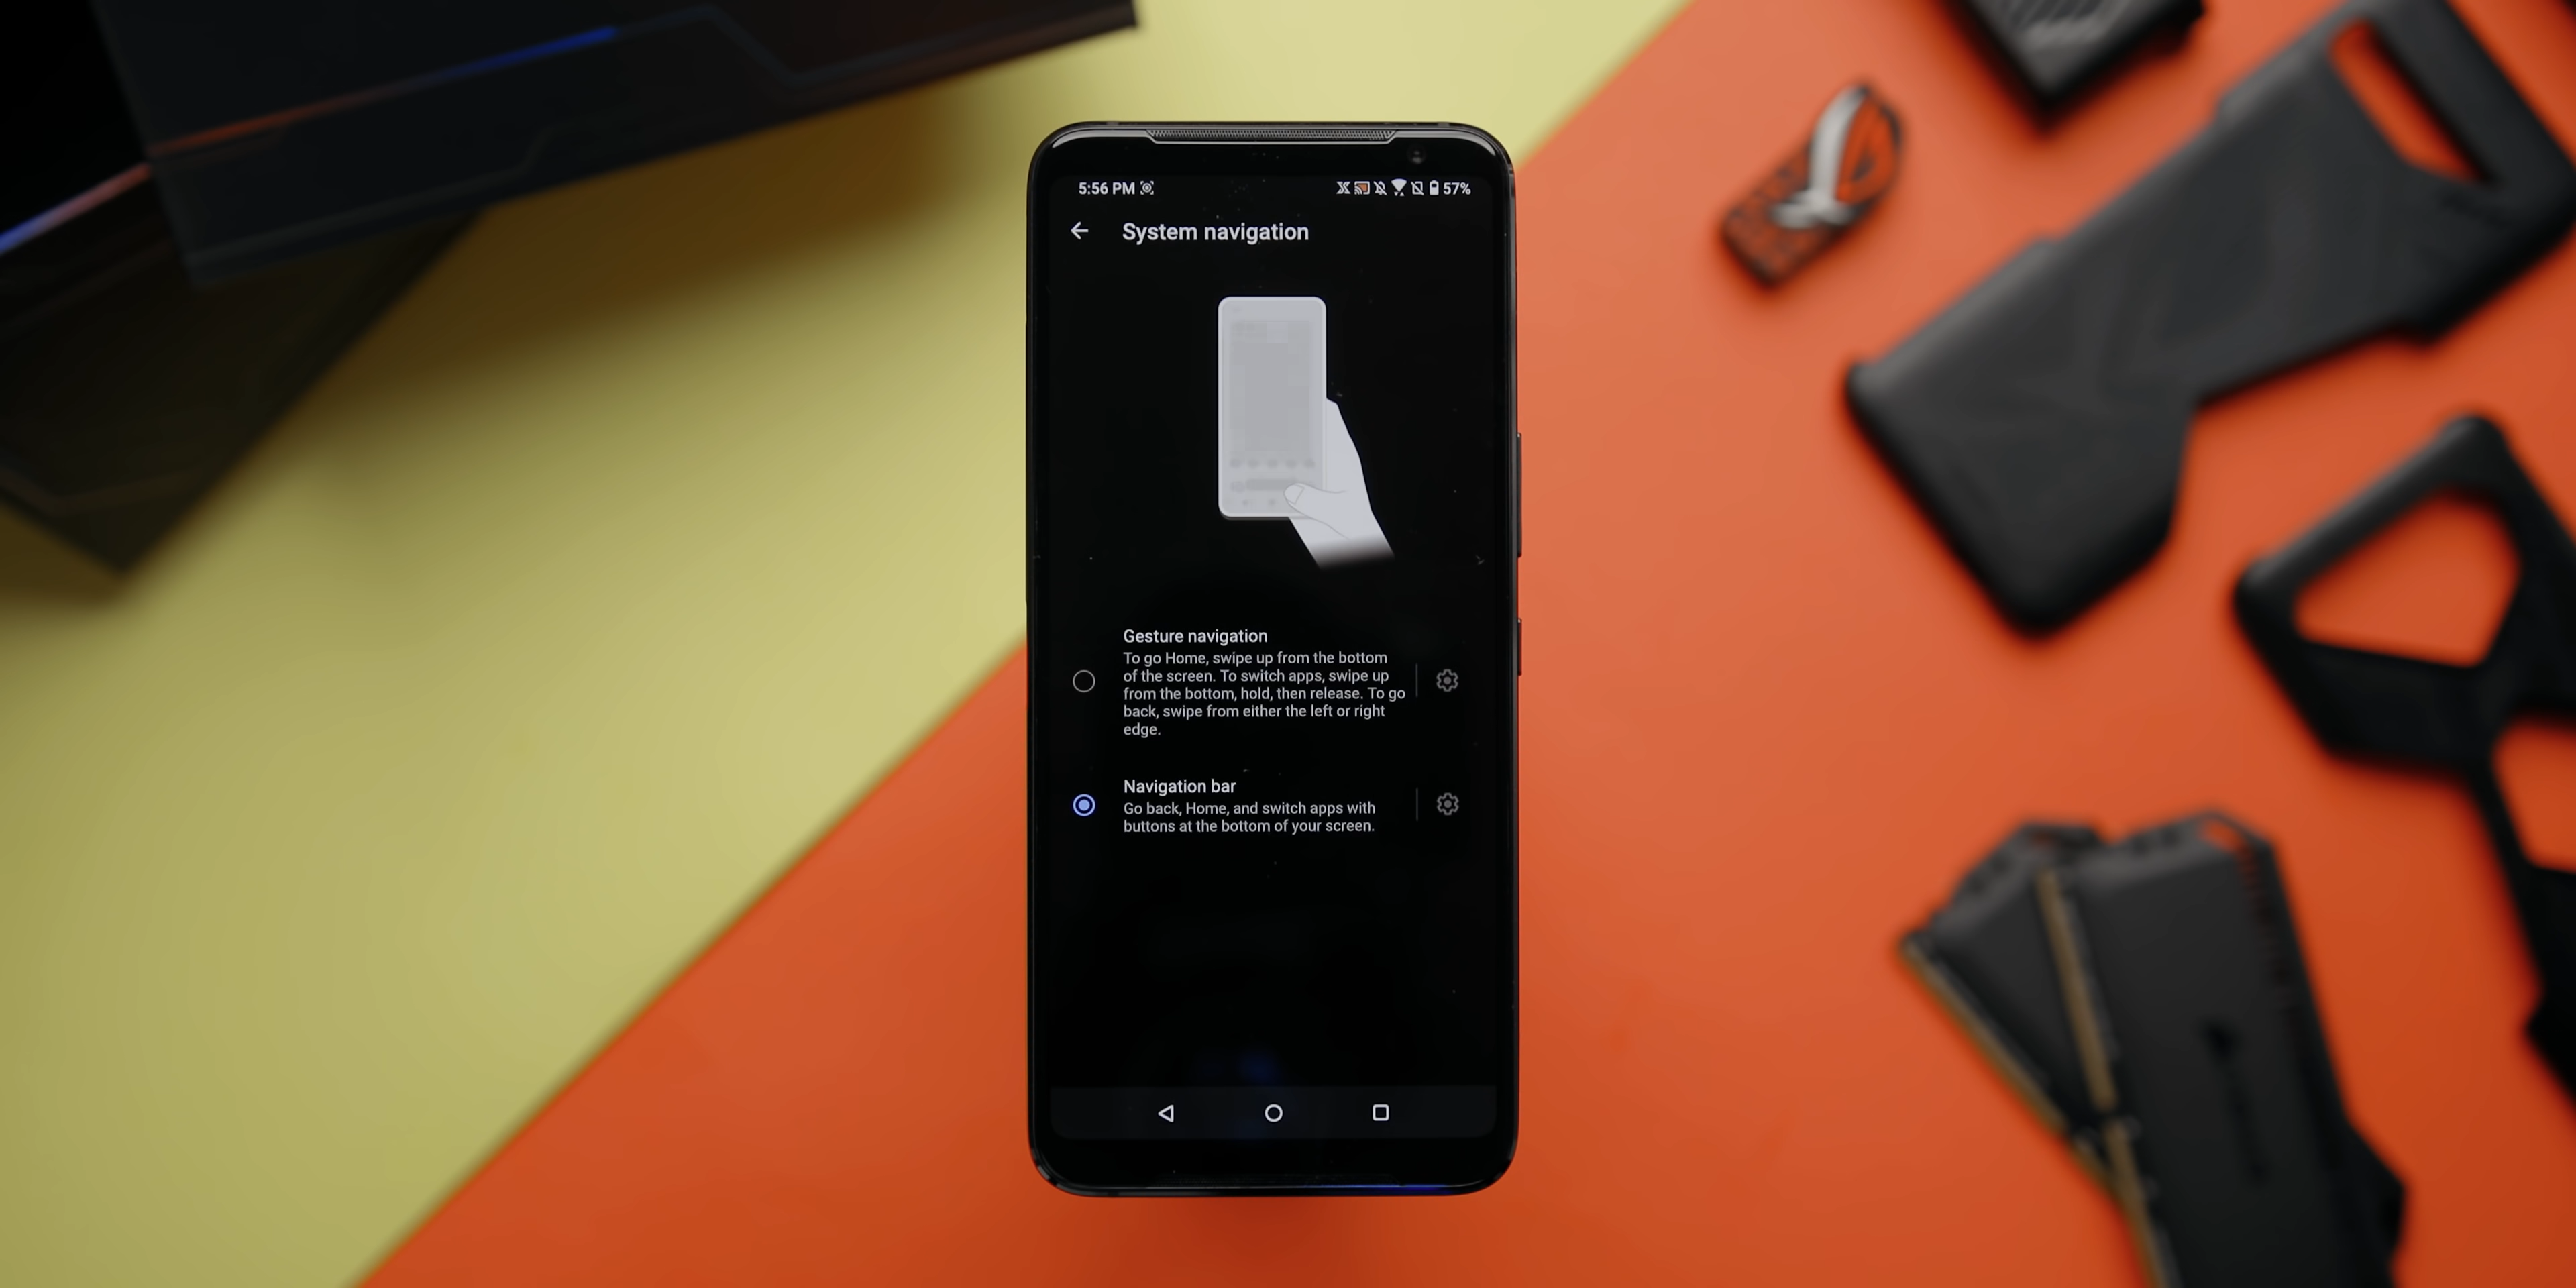 5:56 PM 57%
System navigation
Gesture navigation
To go Home, swipe up from the bottom
of the screen. To switch apps, swipe up
from the bottom, hold, then release. To go
back, swipe from either the left or right
edge.
Navigation bar
Go back, Home, and switch apps with
buttons at the bottom of your screen.